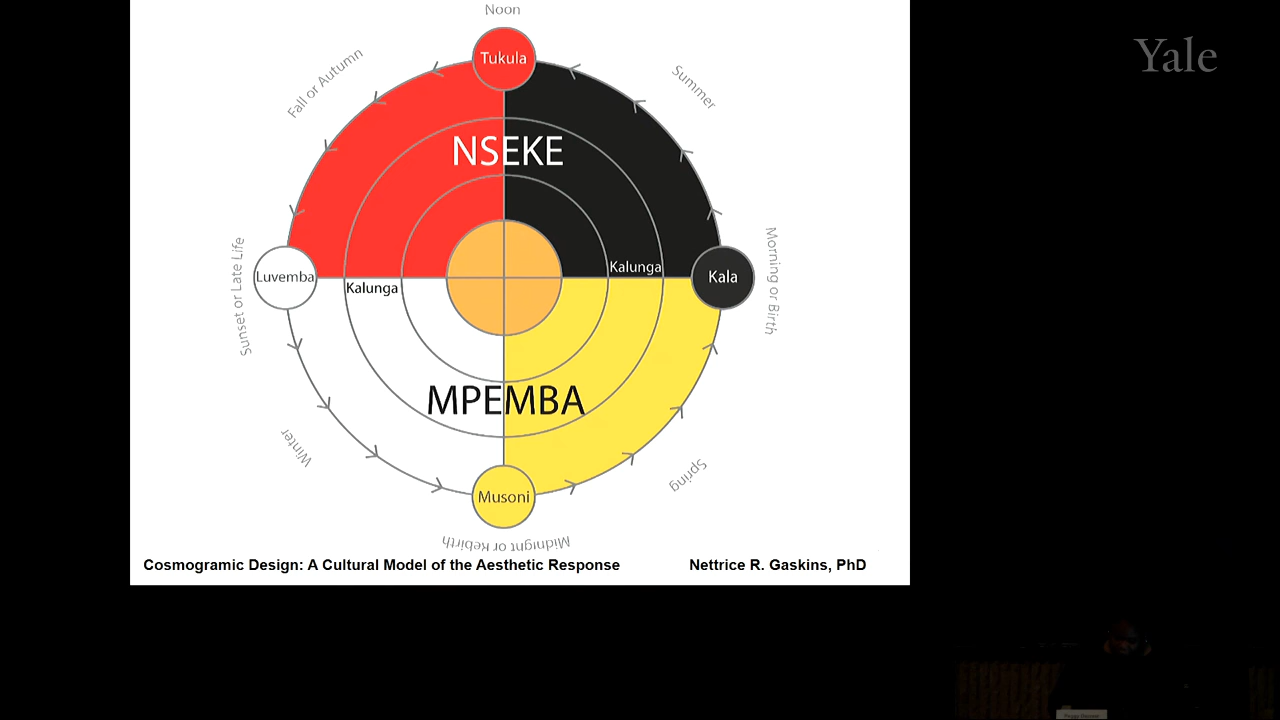 Noon
Yale
Tukula
Fall or Autumn
Summer
NSEKE
Sunset or Late Life
Morning or Birth
Luvemba
Kalunga
Kalunga
Kala
MPEMBA
Winter
Spring
Musoni
Midnight or Rebirth
Cosmogramic Design: A Cultural Model of the Aesthetic Response
Nettrice R. Gaskins, PhD